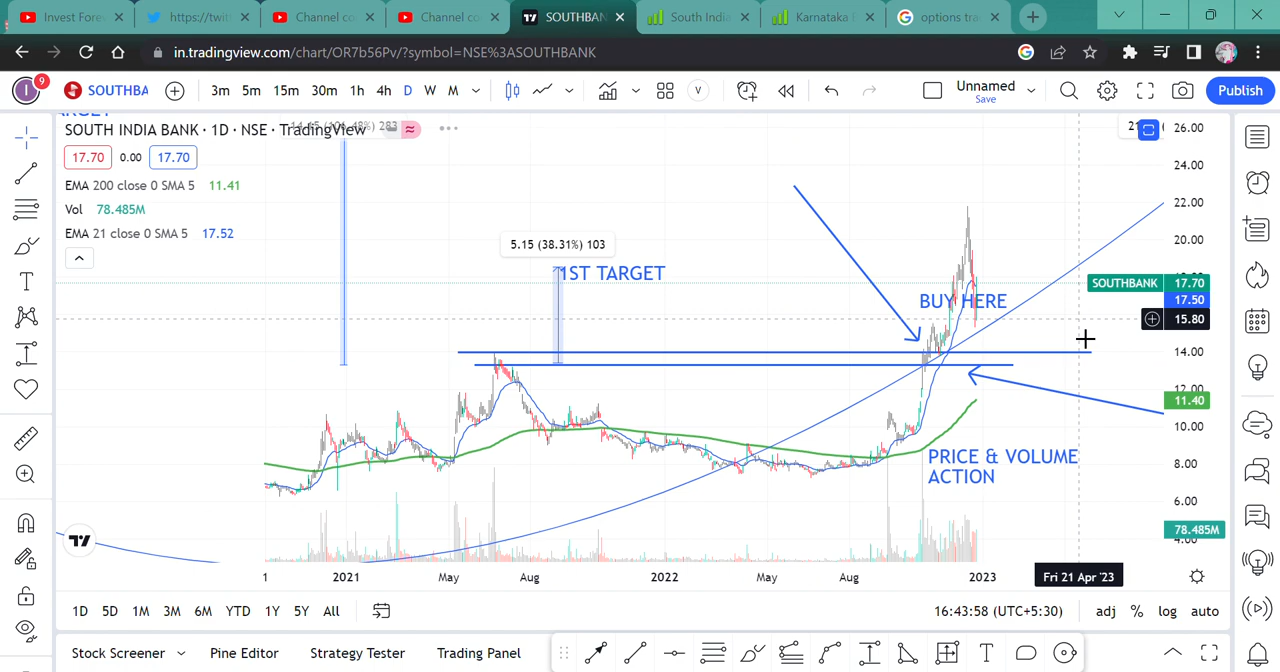 Invest Fores
https://twit
Channel co
Channel co
SOUTHBAN
South India
Karnataka
options tra
in.tradingview.com/chart/OR7b56Pv/?symbol=NSE%3ASOUTHBANK
9
I
SOUTHBA
3m 5m 15m 30m 1h 4h D W M
V
Unnamed
Save
Publish
SOUTH INDIA BANK · 1D · NSE · TradingView
17.70 0.00 17.70
EMA 200 close 0 SMA 5 11.41
Vol 78.485M
EMA 21 close 0 SMA 5 17.52
5.15 (38.31%) 103
1ST TARGET
BUY HERE
PRICE & VOLUME
ACTION
26.00
24.00
22.00
20.00
SOUTHBANK 17.70
17.50
15.80
14.00
12.00
11.40
10.00
8.00
6.00
78.485M
4.00
1 2021 May Aug 2022 May Aug 2023 Fri 21 Apr '23
1D 5D 1M 3M 6M YTD 1Y 5Y All
16:43:58 (UTC+5:30) adj % log auto
Stock Screener Pine Editor Strategy Tester Trading Panel